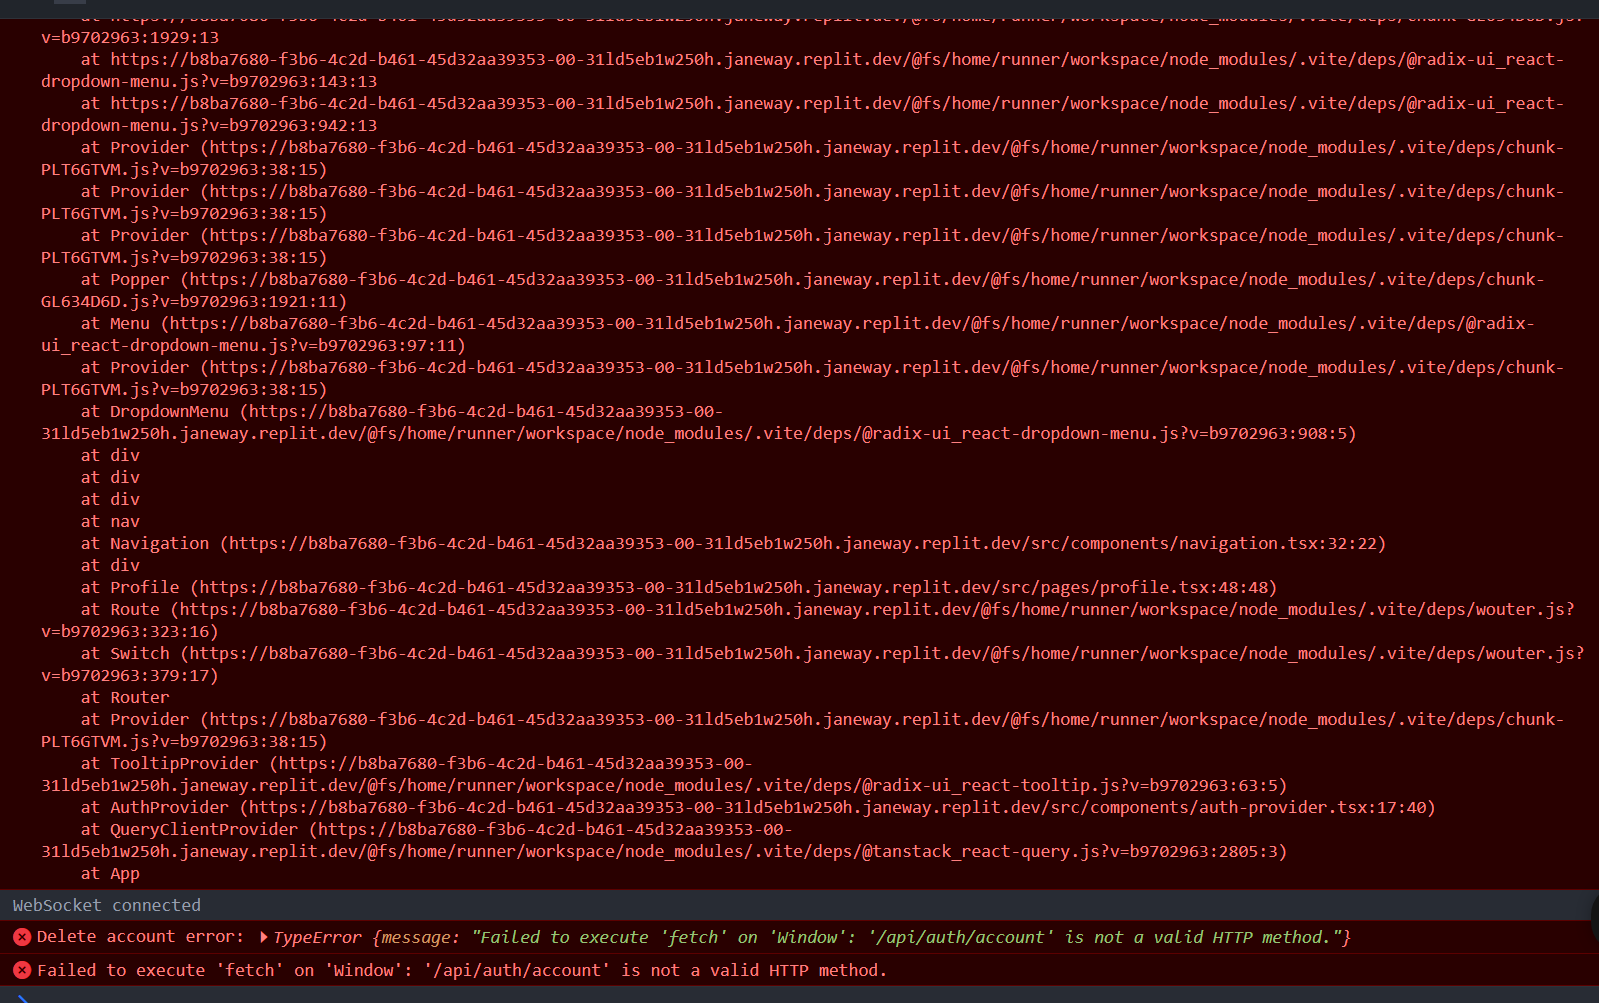 v=b9702963:1929:13
at https://b8ba7680-f3b6-4c2d-b461-45d32aa39353-00-31ld5eb1w250h.janeway.replit.dev/@fs/home/runner/workspace/node_modules/.vite/deps/@radix-ui_react-
dropdown-menu.js?v=b9702963:143:13
at https://b8ba7680-f3b6-4c2d-b461-45d32aa39353-00-31ld5eb1w250h.janeway.replit.dev/@fs/home/runner/workspace/node_modules/.vite/deps/@radix-ui_react-
dropdown-menu.js?v=b9702963:942:13
at Provider (https://b8ba7680-f3b6-4c2d-b461-45d32aa39353-00-31ld5eb1w250h.janeway.replit.dev/@fs/home/runner/workspace/node_modules/.vite/deps/chunk-
PLT6GTVM.js?v=b9702963:38:15)
at Provider (https://b8ba7680-f3b6-4c2d-b461-45d32aa39353-00-31ld5eb1w250h.janeway.replit.dev/@fs/home/runner/workspace/node_modules/.vite/deps/chunk-
PLT6GTVM.js?v=b9702963:38:15)
at Provider (https://b8ba7680-f3b6-4c2d-b461-45d32aa39353-00-31ld5eb1w250h.janeway.replit.dev/@fs/home/runner/workspace/node_modules/.vite/deps/chunk-
PLT6GTVM.js?v=b9702963:38:15)
at Popper (https://b8ba7680-f3b6-4c2d-b461-45d32aa39353-00-31ld5eb1w250h.janeway.replit.dev/@fs/home/runner/workspace/node_modules/.vite/deps/chunk-
GL634D6D.js?v=b9702963:1921:11)
at Menu (https://b8ba7680-f3b6-4c2d-b461-45d32aa39353-00-31ld5eb1w250h.janeway.replit.dev/@fs/home/runner/workspace/node_modules/.vite/deps/@radix-
ui_react-dropdown-menu.js?v=b9702963:97:11)
at Provider (https://b8ba7680-f3b6-4c2d-b461-45d32aa39353-00-31ld5eb1w250h.janeway.replit.dev/@fs/home/runner/workspace/node_modules/.vite/deps/chunk-
PLT6GTVM.js?v=b9702963:38:15)
at DropdownMenu (https://b8ba7680-f3b6-4c2d-b461-45d32aa39353-00-
31ld5eb1w250h.janeway.replit.dev/@fs/home/runner/workspace/node_modules/.vite/deps/@radix-ui_react-dropdown-menu.js?v=b9702963:908:5)
at div
at div
at div
at nav
at Navigation (https://b8ba7680-f3b6-4c2d-b461-45d32aa39353-00-31ld5eb1w250h.janeway.replit.dev/src/components/navigation.tsx:32:22)
at div
at Profile (https://b8ba7680-f3b6-4c2d-b461-45d32aa39353-00-31ld5eb1w250h.janeway.replit.dev/src/pages/profile.tsx:48:48)
at Route (https://b8ba7680-f3b6-4c2d-b461-45d32aa39353-00-31ld5eb1w250h.janeway.replit.dev/@fs/home/runner/workspace/node_modules/.vite/deps/wouter.js?
v=b9702963:323:16)
at Switch (https://b8ba7680-f3b6-4c2d-b461-45d32aa39353-00-31ld5eb1w250h.janeway.replit.dev/@fs/home/runner/workspace/node_modules/.vite/deps/wouter.js?
v=b9702963:379:17)
at Router
at Provider (https://b8ba7680-f3b6-4c2d-b461-45d32aa39353-00-31ld5eb1w250h.janeway.replit.dev/@fs/home/runner/workspace/node_modules/.vite/deps/chunk-
PLT6GTVM.js?v=b9702963:38:15)
at TooltipProvider (https://b8ba7680-f3b6-4c2d-b461-45d32aa39353-00-
31ld5eb1w250h.janeway.replit.dev/@fs/home/runner/workspace/node_modules/.vite/deps/@radix-ui_react-tooltip.js?v=b9702963:63:5)
at AuthProvider (https://b8ba7680-f3b6-4c2d-b461-45d32aa39353-00-31ld5eb1w250h.janeway.replit.dev/src/components/auth-provider.tsx:17:40)
at QueryClientProvider (https://b8ba7680-f3b6-4c2d-b461-45d32aa39353-00-
31ld5eb1w250h.janeway.replit.dev/@fs/home/runner/workspace/node_modules/.vite/deps/@tanstack_react-query.js?v=b9702963:2805:3)
at App
WebSocket connected
Delete account error: TypeError {message: "Failed to execute 'fetch' on 'Window': '/api/auth/account' is not a valid HTTP method."}
Failed to execute 'fetch' on 'Window': '/api/auth/account' is not a valid HTTP method.